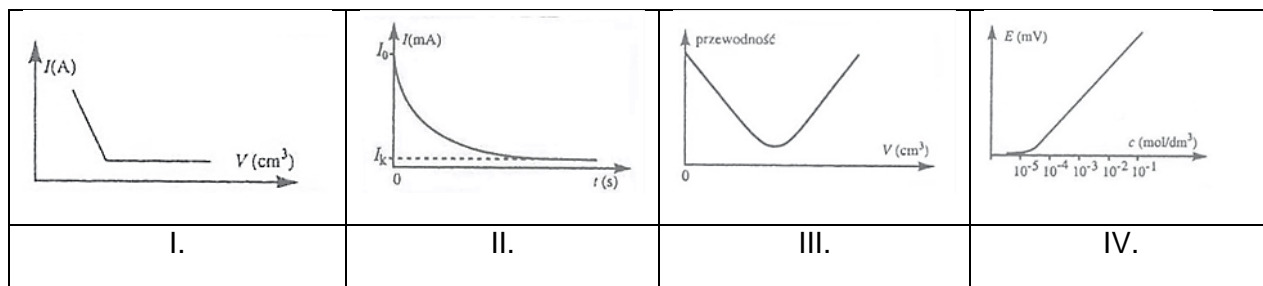 I(A)
V (cm³)
I.
I(mA)
I₀
Iₖ
0
t (s)
II.
przewodność
0
V (cm³)
III.
E (mV)
c (mol/dm³)
10⁻⁵ 10⁻⁴ 10⁻³ 10⁻² 10⁻¹
IV.